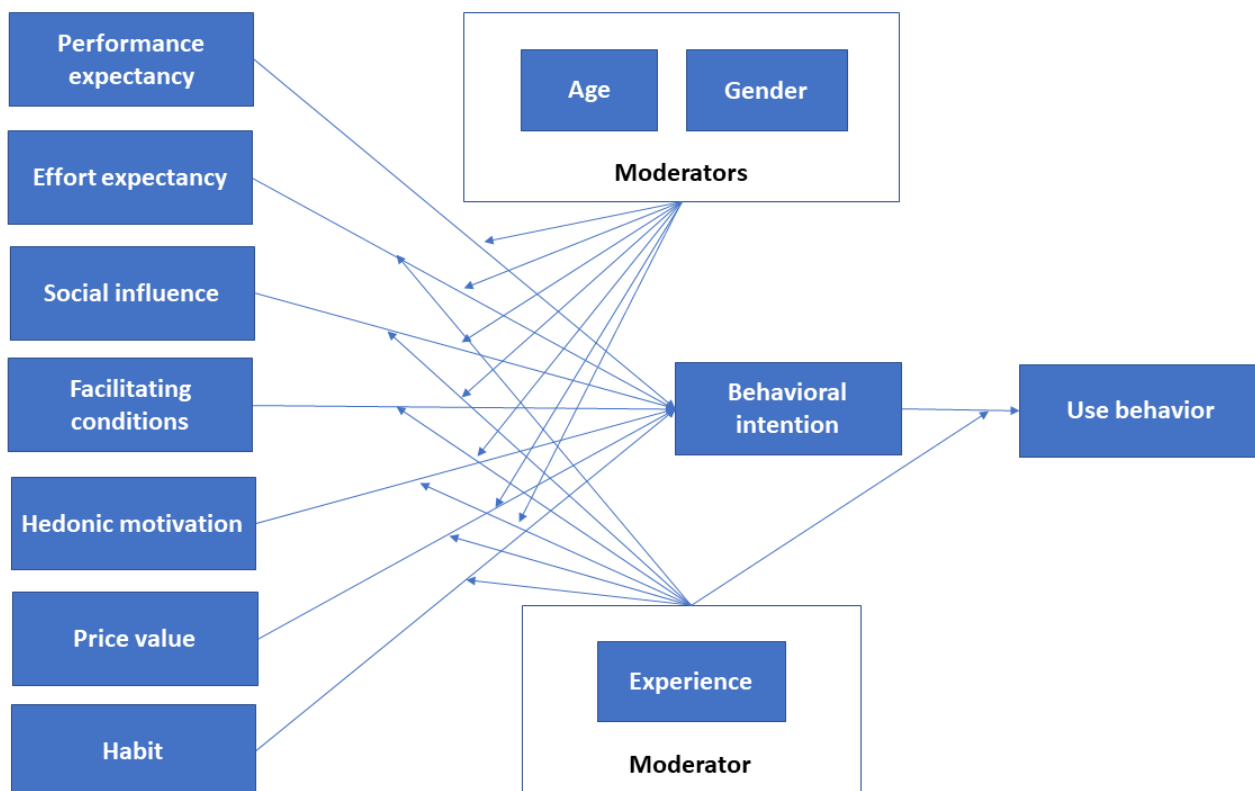 Performance
expectancy
Effort expectancy
Social influence
Facilitating
conditions
Hedonic motivation
Price value
Habit
Age
Gender
Moderators
Behavioral
intention
Use behavior
Experience
Moderator